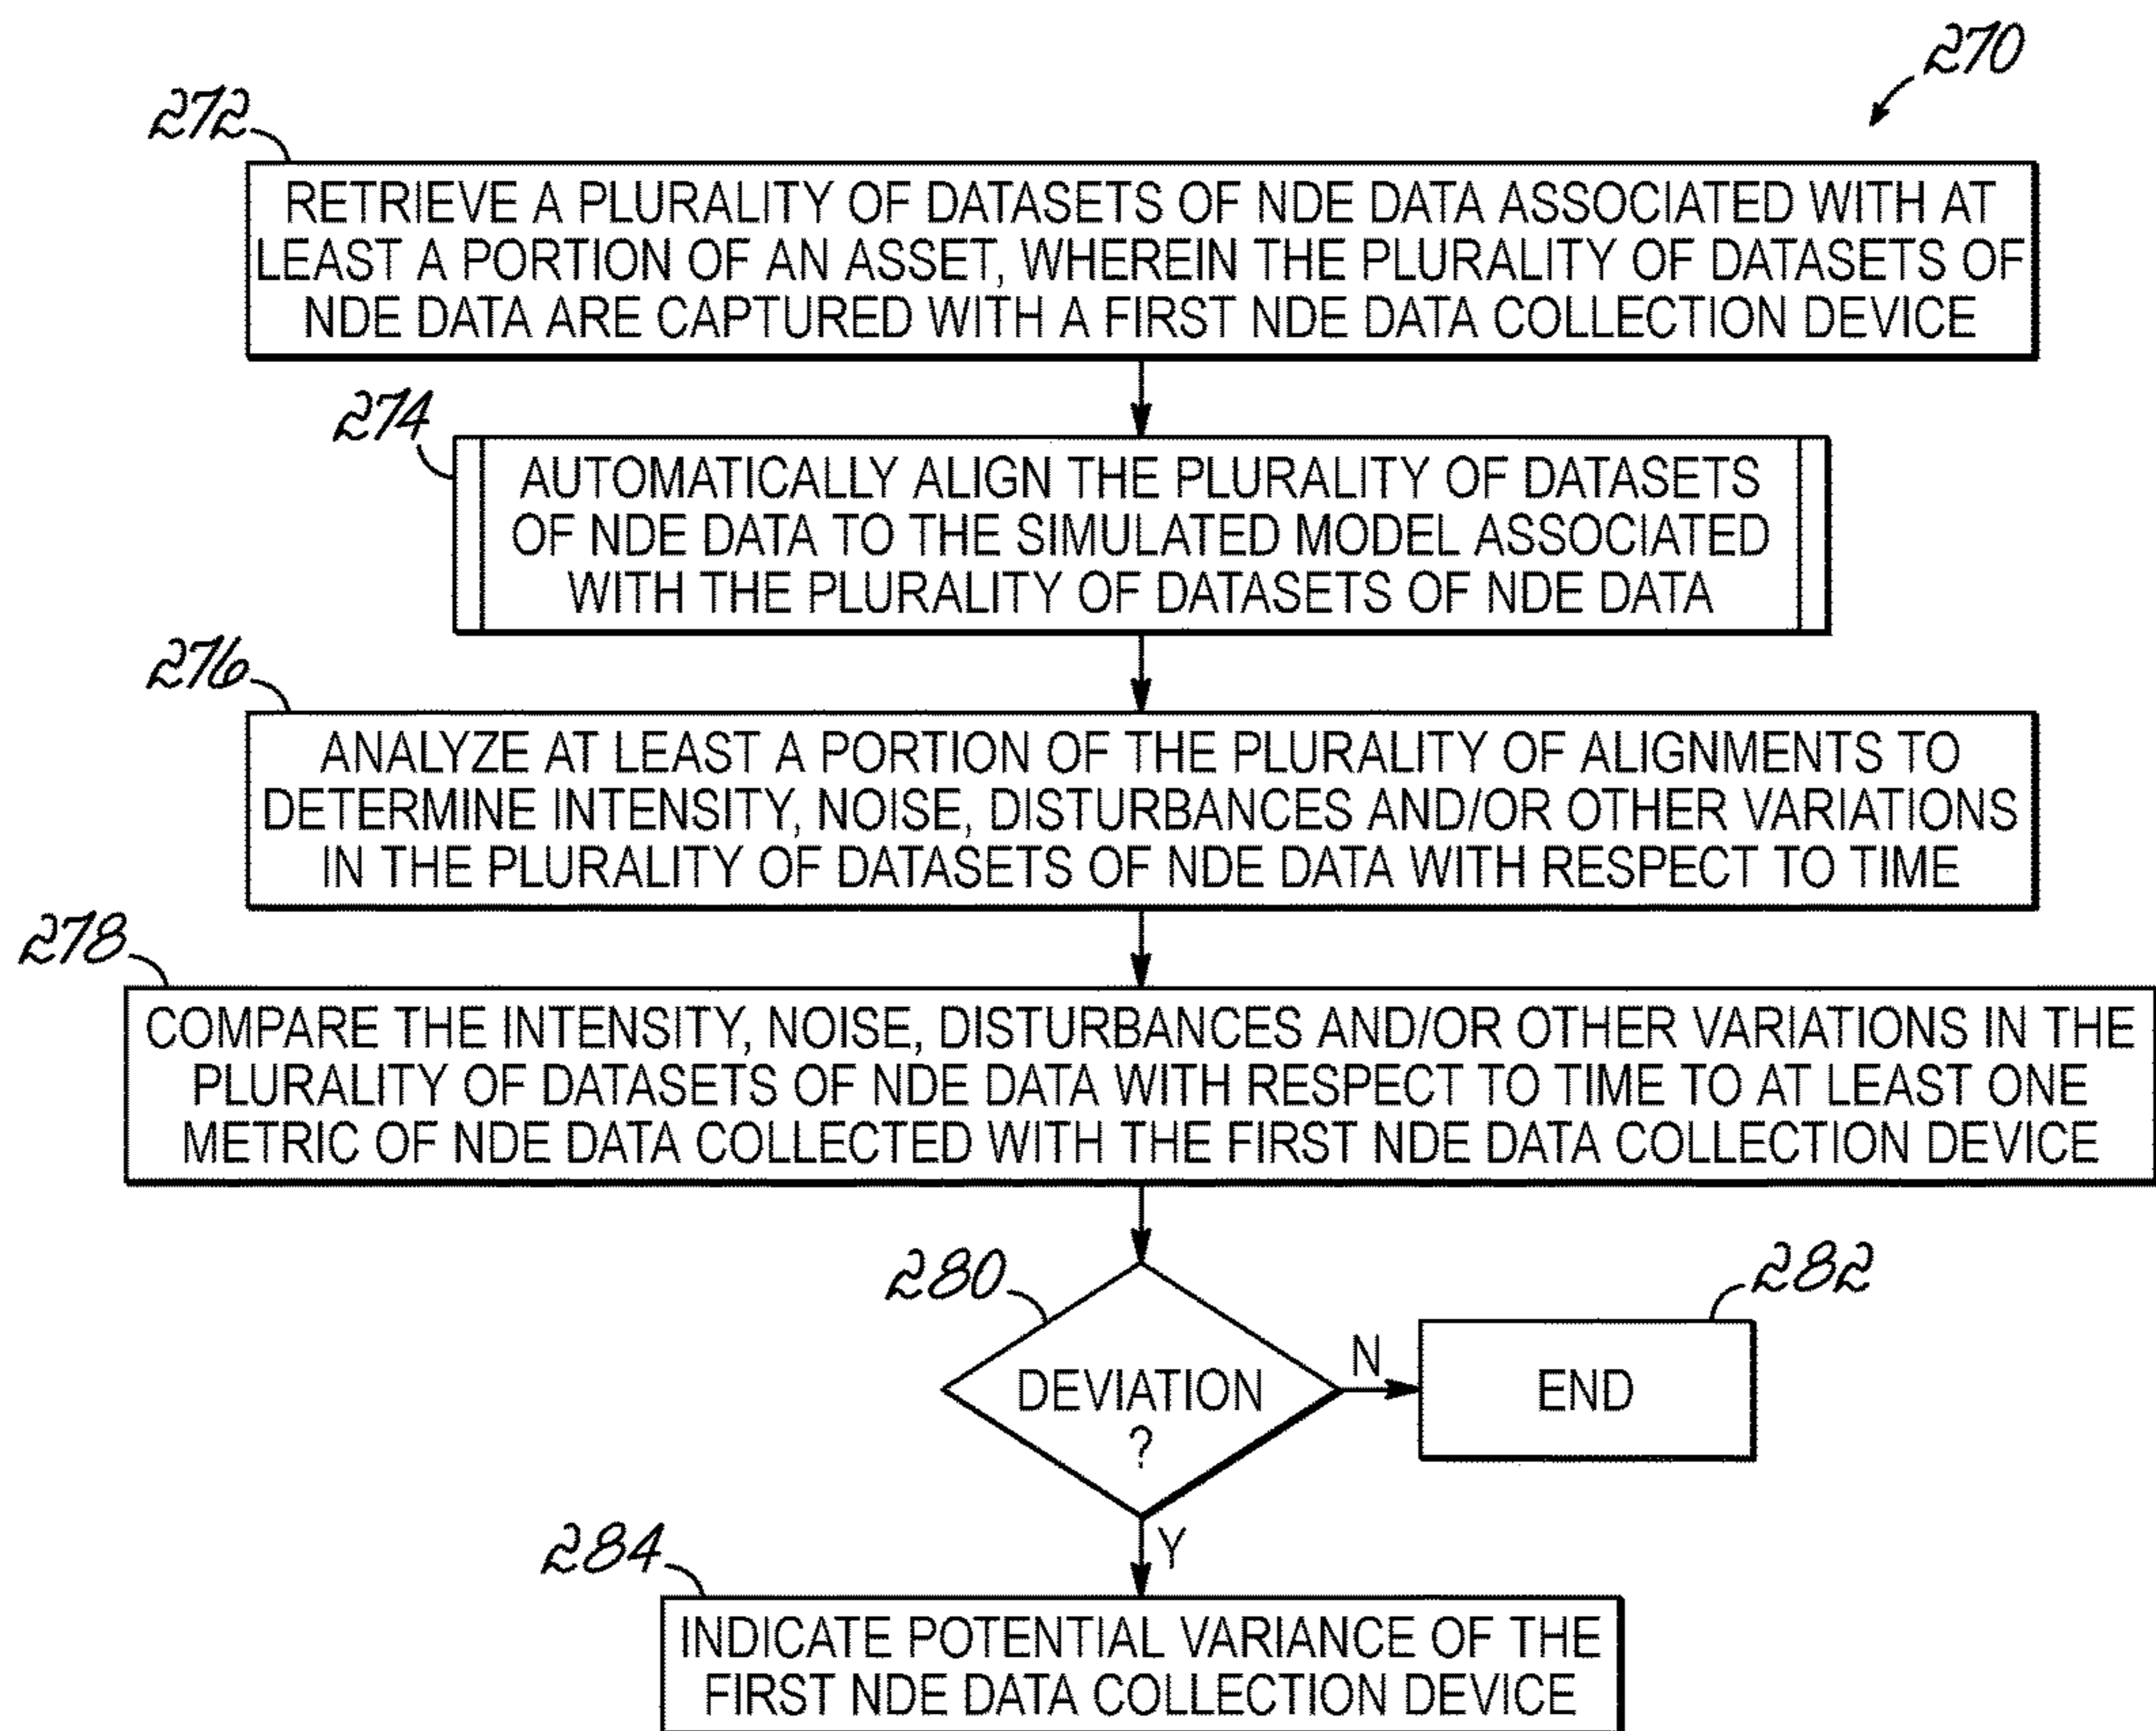 270
272
RETRIEVE A PLURALITY OF DATASETS OF NDE DATA ASSOCIATED WITH AT
LEAST A PORTION OF AN ASSET, WHEREIN THE PLURALITY OF DATASETS OF
NDE DATA ARE CAPTURED WITH A FIRST NDE DATA COLLECTION DEVICE
274
AUTOMATICALLY ALIGN THE PLURALITY OF DATASETS
OF NDE DATA TO THE SIMULATED MODEL ASSOCIATED
WITH THE PLURALITY OF DATASETS OF NDE DATA
276
ANALYZE AT LEAST A PORTION OF THE PLURALITY OF ALIGNMENTS TO
DETERMINE INTENSITY, NOISE, DISTURBANCES AND/OR OTHER VARIATIONS
IN THE PLURALITY OF DATASETS OF NDE DATA WITH RESPECT TO TIME
278
COMPARE THE INTENSITY, NOISE, DISTURBANCES AND/OR OTHER VARIATIONS IN THE
PLURALITY OF DATASETS OF NDE DATA WITH RESPECT TO TIME TO AT LEAST ONE
METRIC OF NDE DATA COLLECTED WITH THE FIRST NDE DATA COLLECTION DEVICE
280
DEVIATION
?
N
282
END
Y
284
INDICATE POTENTIAL VARIANCE OF THE
FIRST NDE DATA COLLECTION DEVICE